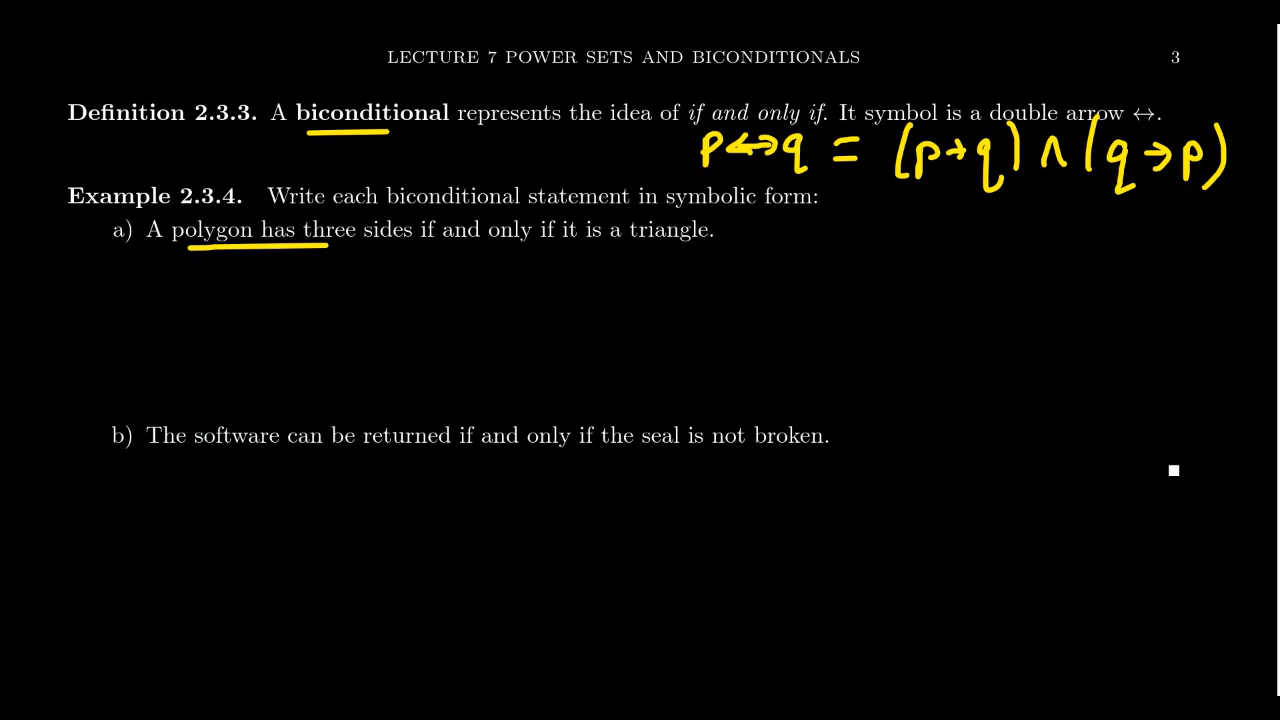 LECTURE 7 POWER SETS AND BICONDITIONALS 3
Definition 2.3.3. A biconditional represents the idea of if and only if. It symbol is a double arrow ↔.
p↔q = (p→q) ∧ (q→p)
Example 2.3.4. Write each biconditional statement in symbolic form:
a) A polygon has three sides if and only if it is a triangle.
b) The software can be returned if and only if the seal is not broken.